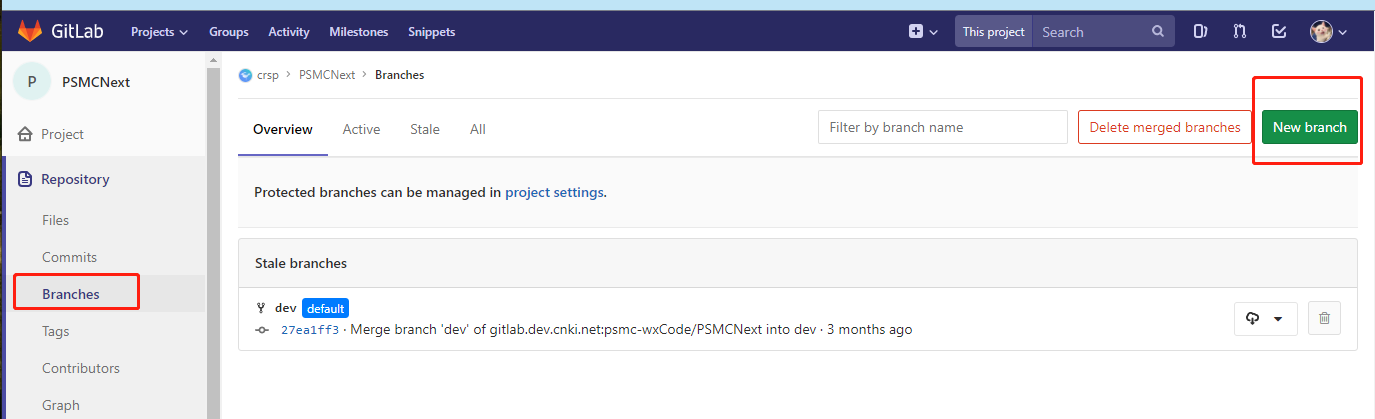 GitLab Projects Groups Activity Milestones Snippets This project Search
P PSMCNext
crsp > PSMCNext > Branches
Overview Active Stale All Filter by branch name Delete merged branches New branch
Project
Repository
Protected branches can be managed in project settings.
Files
Commits
Stale branches
Branches
dev default
27ea1ff3 · Merge branch 'dev' of gitlab.dev.cnki.net:psmc-wxCode/PSMCNext into dev · 3 months ago
Tags
Contributors
Graph